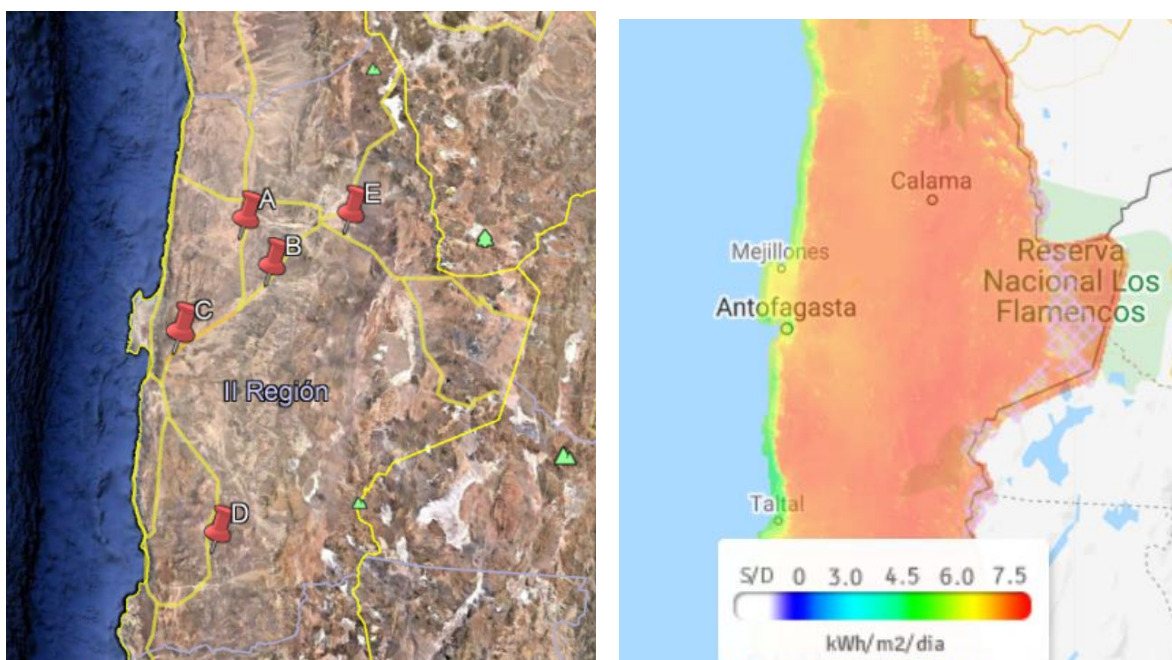 A
E
B
C
II Región
D
Calama
Mejillones
Antofagasta
Reserva
Nacional Los
Flamencos
Taltal
S/D 0 3.0 4.5 6.0 7.5
kWh/m2/dia